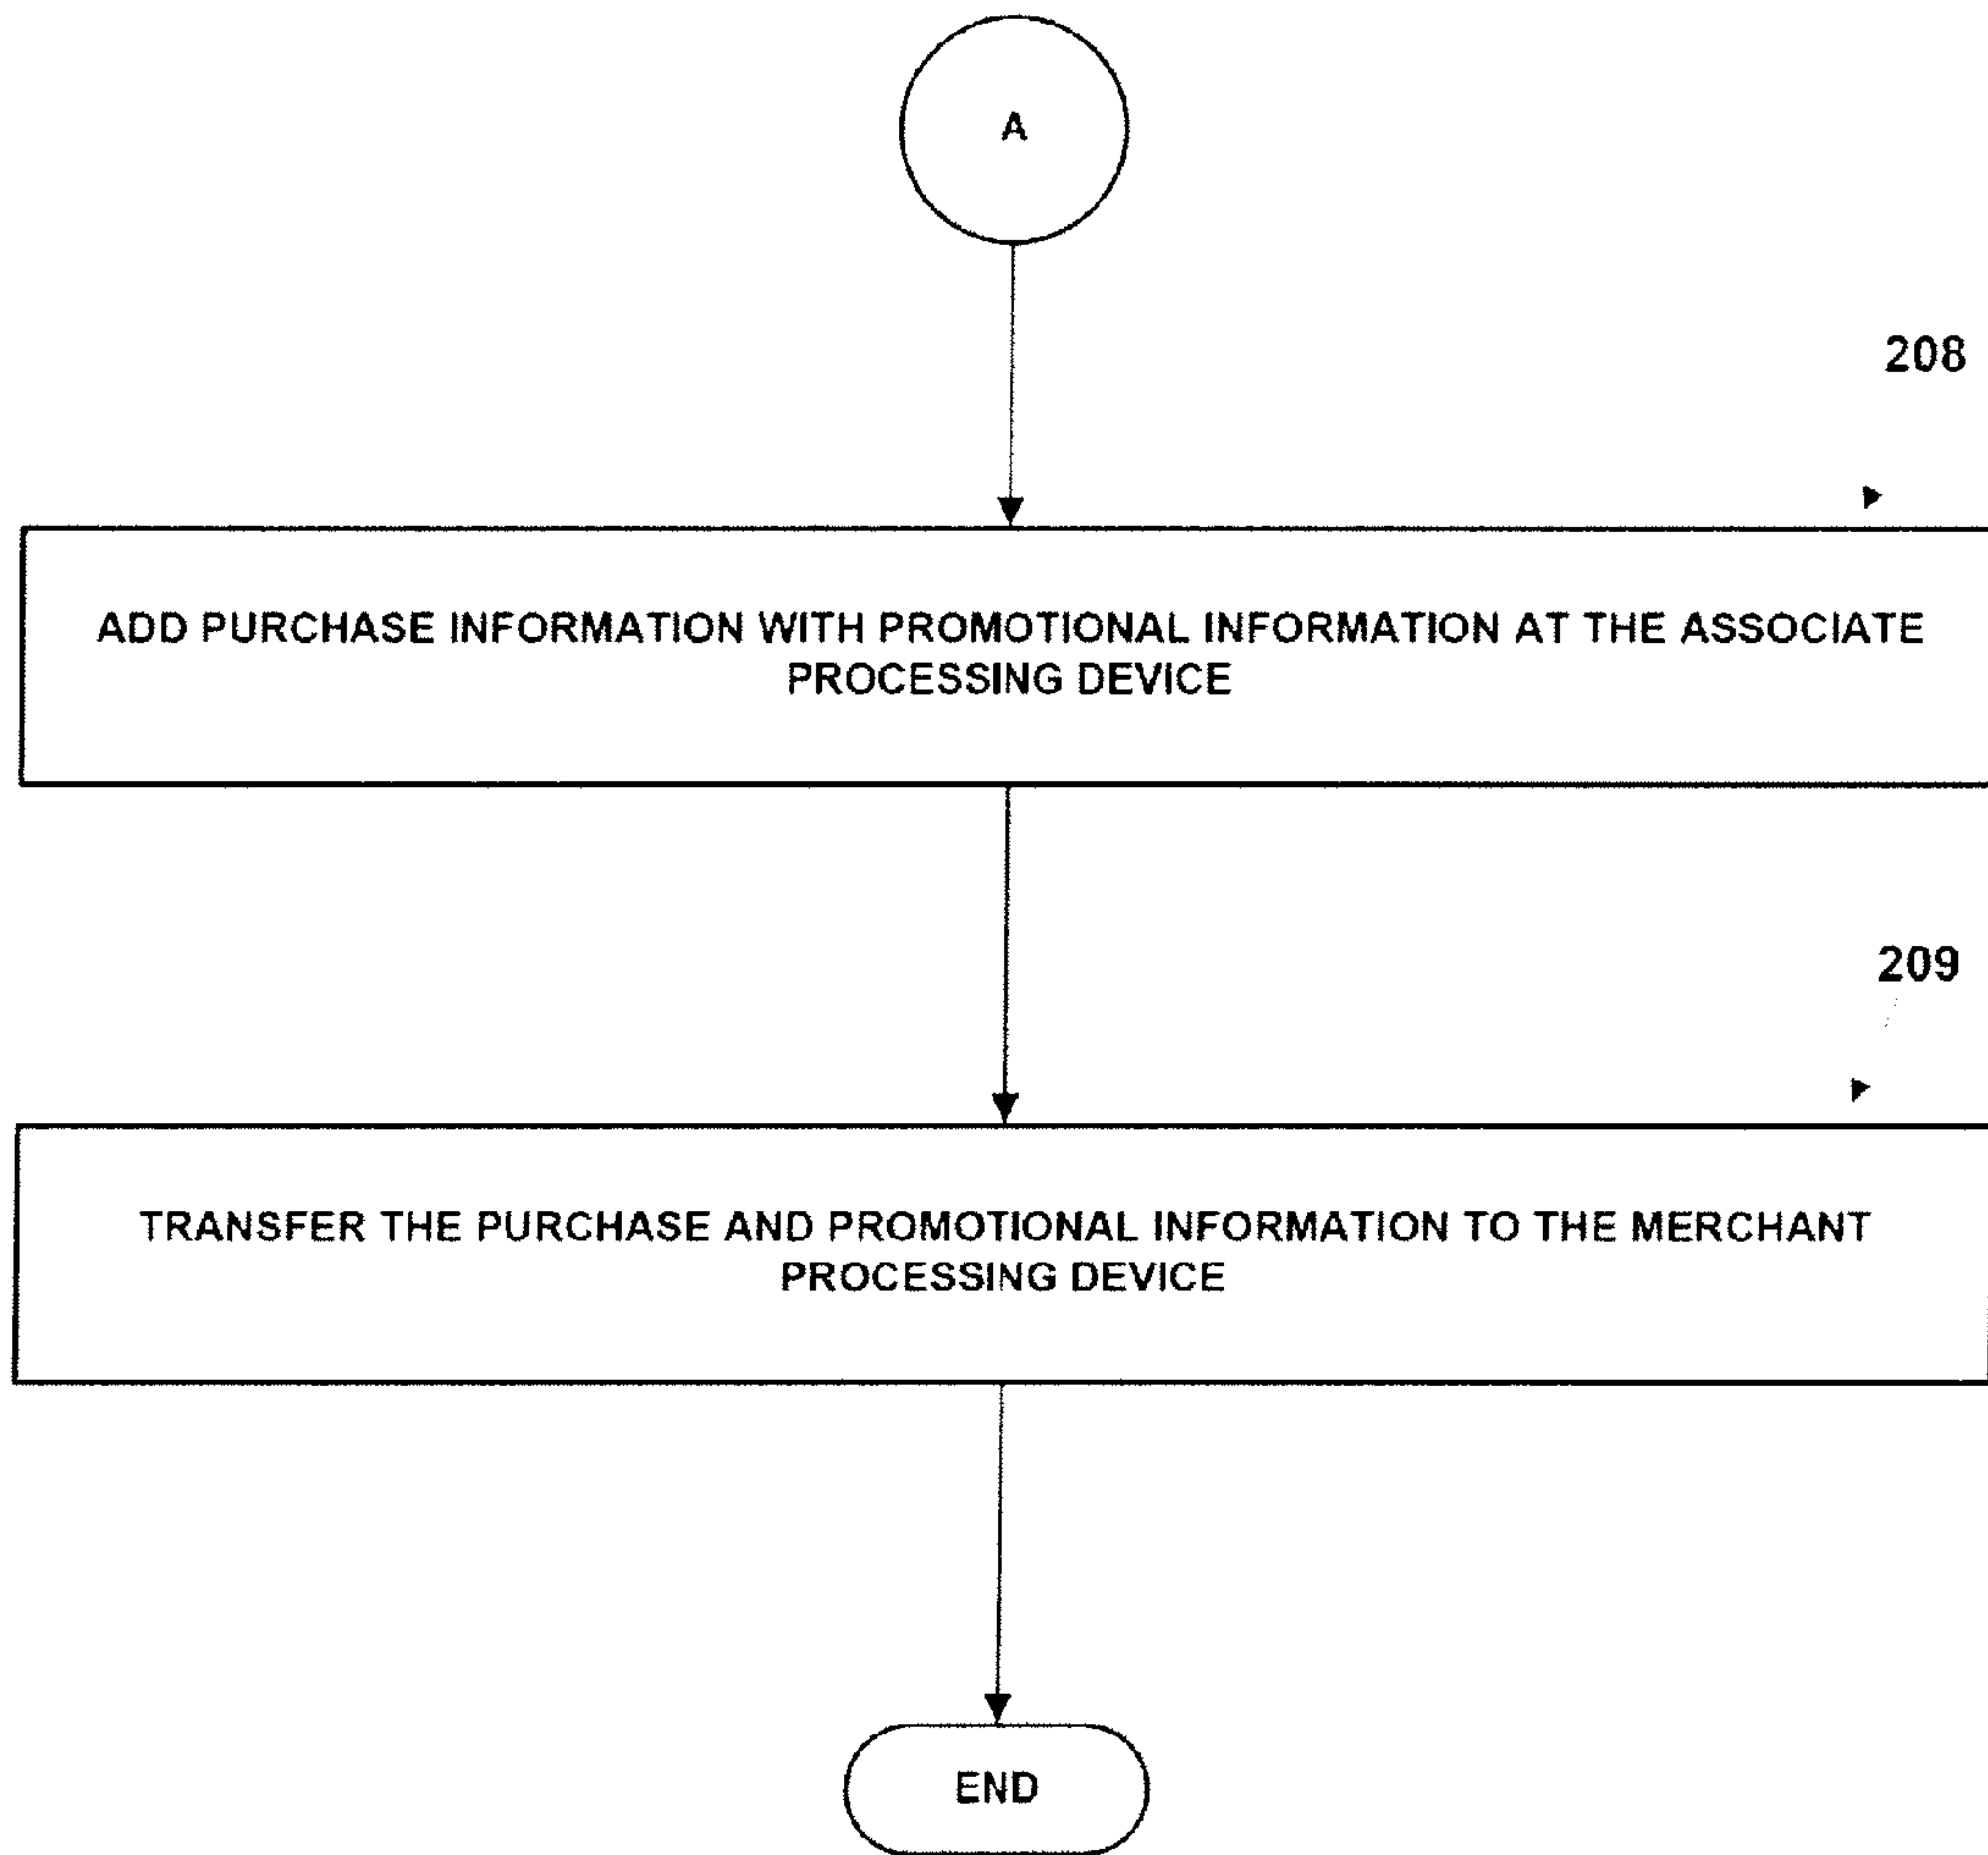 A
208
ADD PURCHASE INFORMATION WITH PROMOTIONAL INFORMATION AT THE ASSOCIATE
PROCESSING DEVICE
209
TRANSFER THE PURCHASE AND PROMOTIONAL INFORMATION TO THE MERCHANT
PROCESSING DEVICE
END